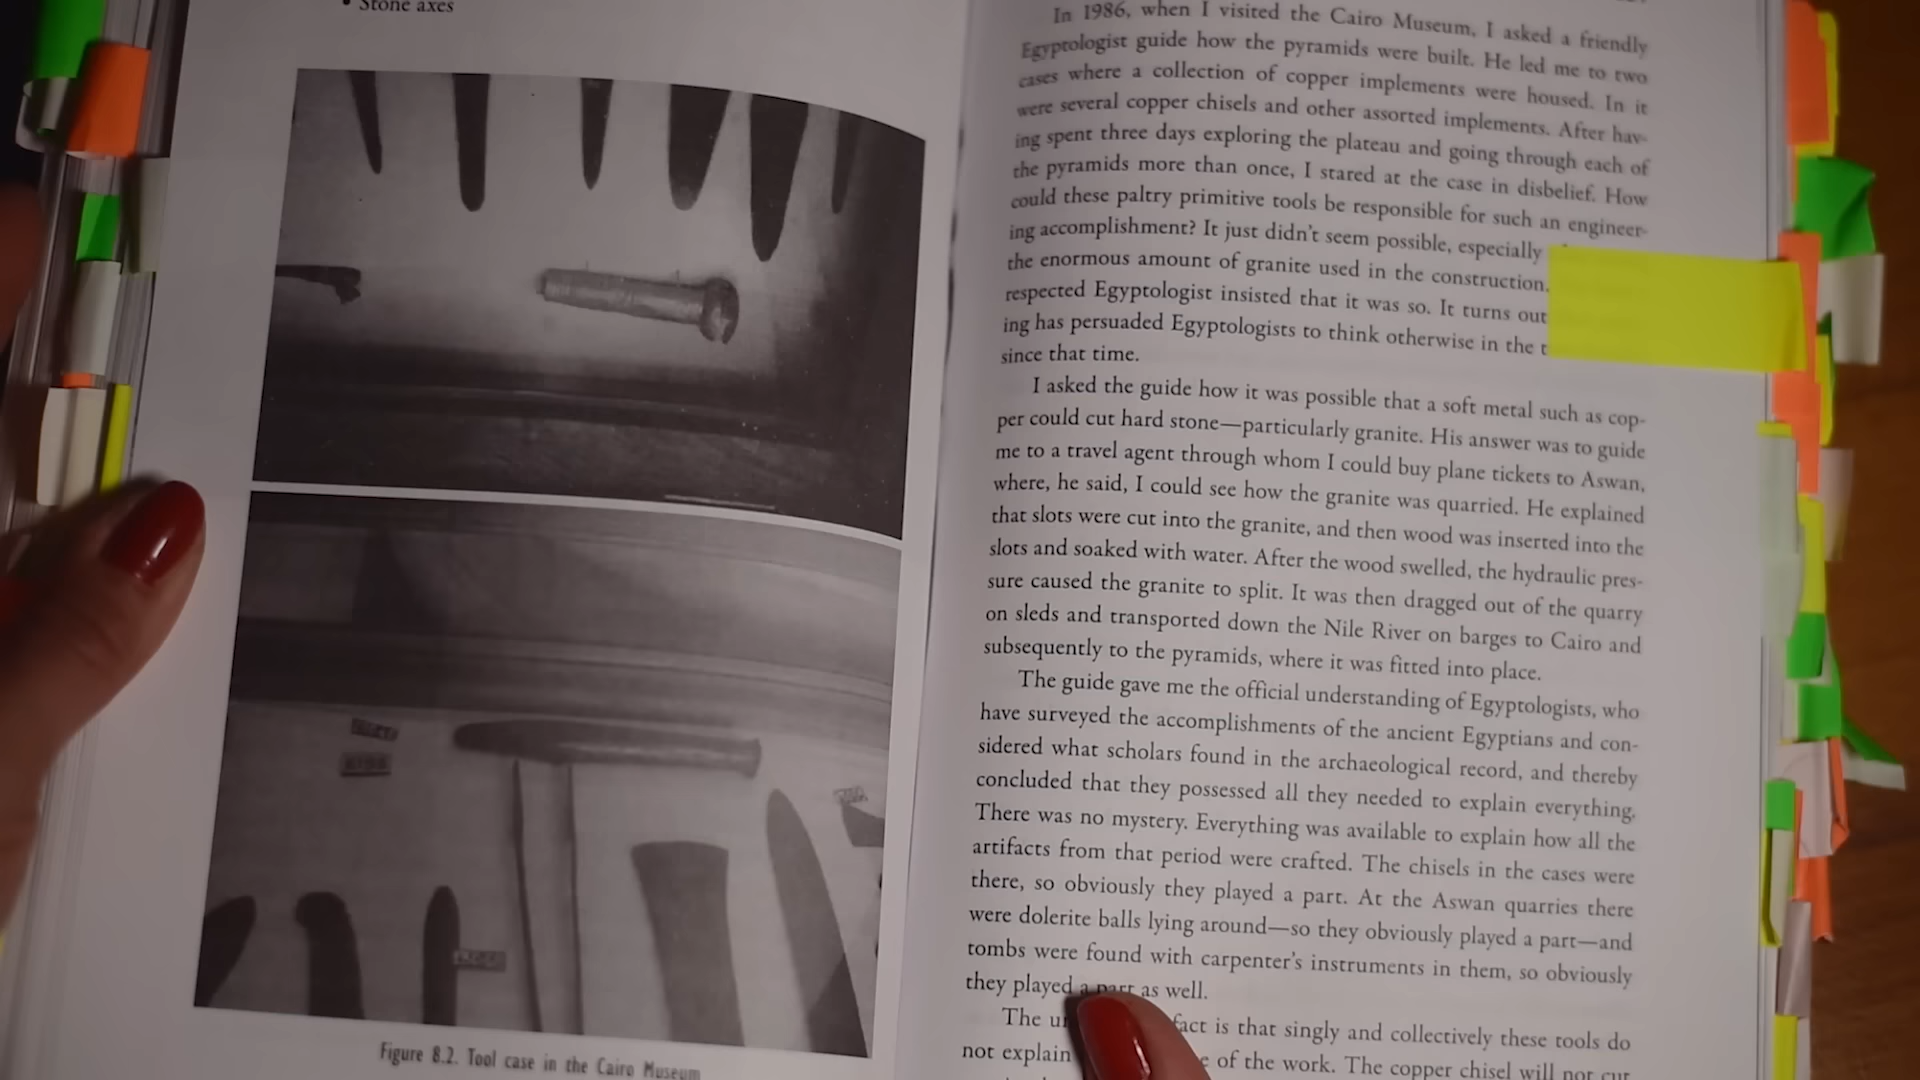 • Stone axes
Figure 8.2. Tool case in the Cairo Museum
In 1986, when I visited the Cairo Museum, I asked a friendly
Egyptologist guide how the pyramids were built. He led me to two
cases where a collection of copper implements were housed. In it
were several copper chisels and other assorted implements. After hav-
ing spent three days exploring the plateau and going through each of
the pyramids more than once, I stared at the case in disbelief. How
could these paltry primitive tools be responsible for such an engineer-
ing accomplishment? It just didn't seem possible, especially
the enormous amount of granite used in the construction.
respected Egyptologist insisted that it was so. It turns out
ing has persuaded Egyptologists to think otherwise in the
since that time.
I asked the guide how it was possible that a soft metal such as cop-
per could cut hard stone—particularly granite. His answer was to guide
me to a travel agent through whom I could buy plane tickets to Aswan,
where, he said, I could see how the granite was quarried. He explained
that slots were cut into the granite, and then wood was inserted into the
slots and soaked with water. After the wood swelled, the hydraulic pres-
sure caused the granite to split. It was then dragged out of the quarry
on sleds and transported down the Nile River on barges to Cairo and
subsequently to the pyramids, where it was fitted into place.
The guide gave me the official understanding of Egyptologists, who
have surveyed the accomplishments of the ancient Egyptians and con-
sidered what scholars found in the archaeological record, and thereby
concluded that they possessed all they needed to explain everything.
There was no mystery. Everything was available to explain how all the
artifacts from that period were crafted. The chisels in the cases were
there, so obviously they played a part. At the Aswan quarries there
were dolerite balls lying around—so they obviously played a part—and
tombs were found with carpenter's instruments in them, so obviously
they played a part as well.
The fact is that singly and collectively these tools do
not explain of the work. The copper chisel will not cut